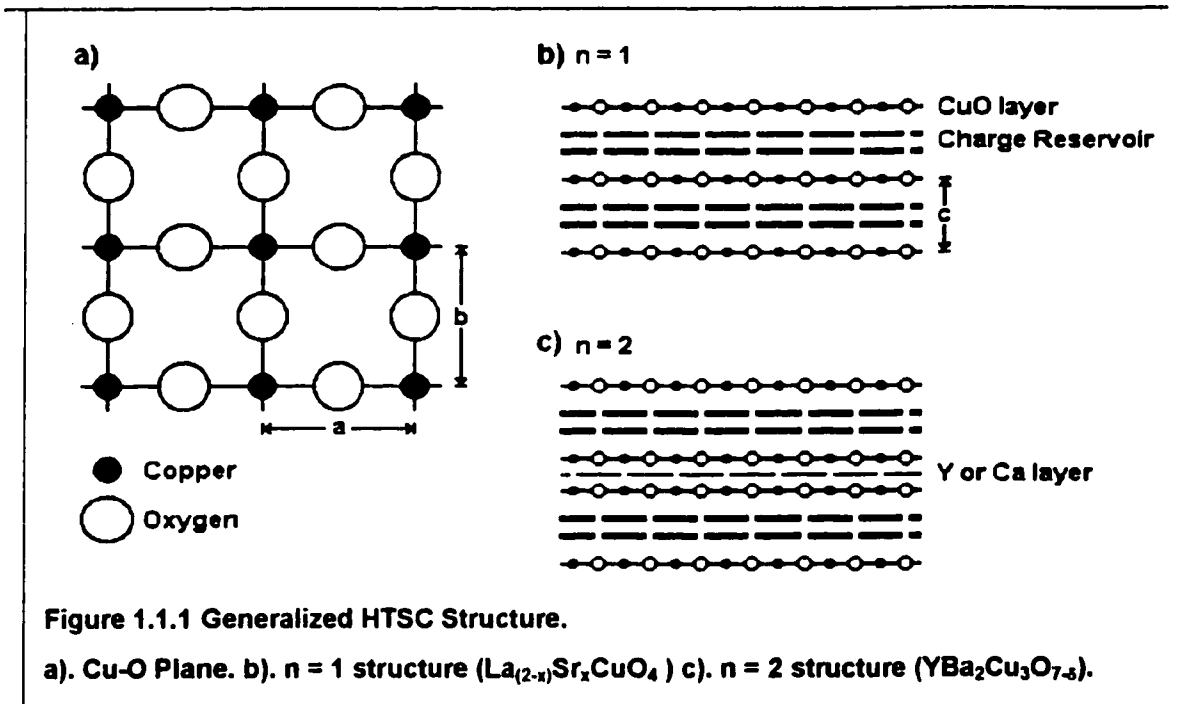 a)
b
a
Copper
Oxygen
b) n = 1
CuO layer
Charge Reservoir
c
c) n = 2
Y or Ca layer
Figure 1.1.1 Generalized HTSC Structure.
a). Cu-O Plane. b). n = 1 structure (La(2-x)SrxCuO4 ) c). n = 2 structure (YBa2Cu3O7-δ).